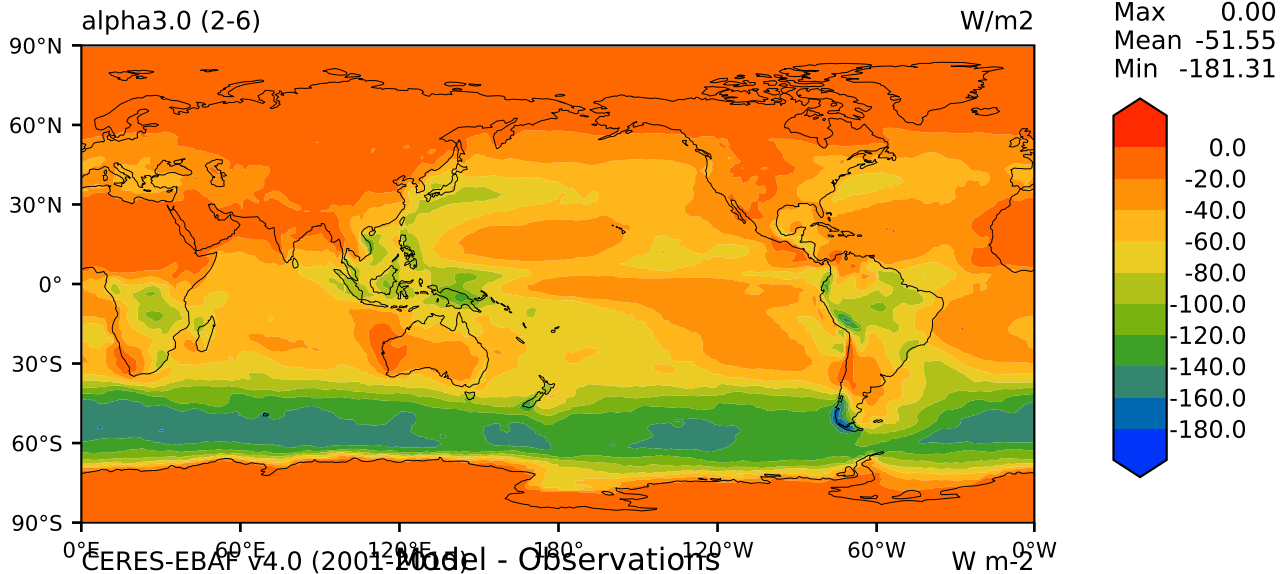 alpha3.0 (2-6) W/m2
Max 0.00
Mean -51.55
Min -181.31
90°N
60°N
30°N
0°
30°S
60°S
90°S
0.0
-20.0
-40.0
-60.0
-80.0
-100.0
-120.0
-140.0
-160.0
-180.0
0°E 60°E 120°E 180° 120°W 60°W 0°W
CERES-EBAF v4.0 (2001-2015) Model - Observations W m-2